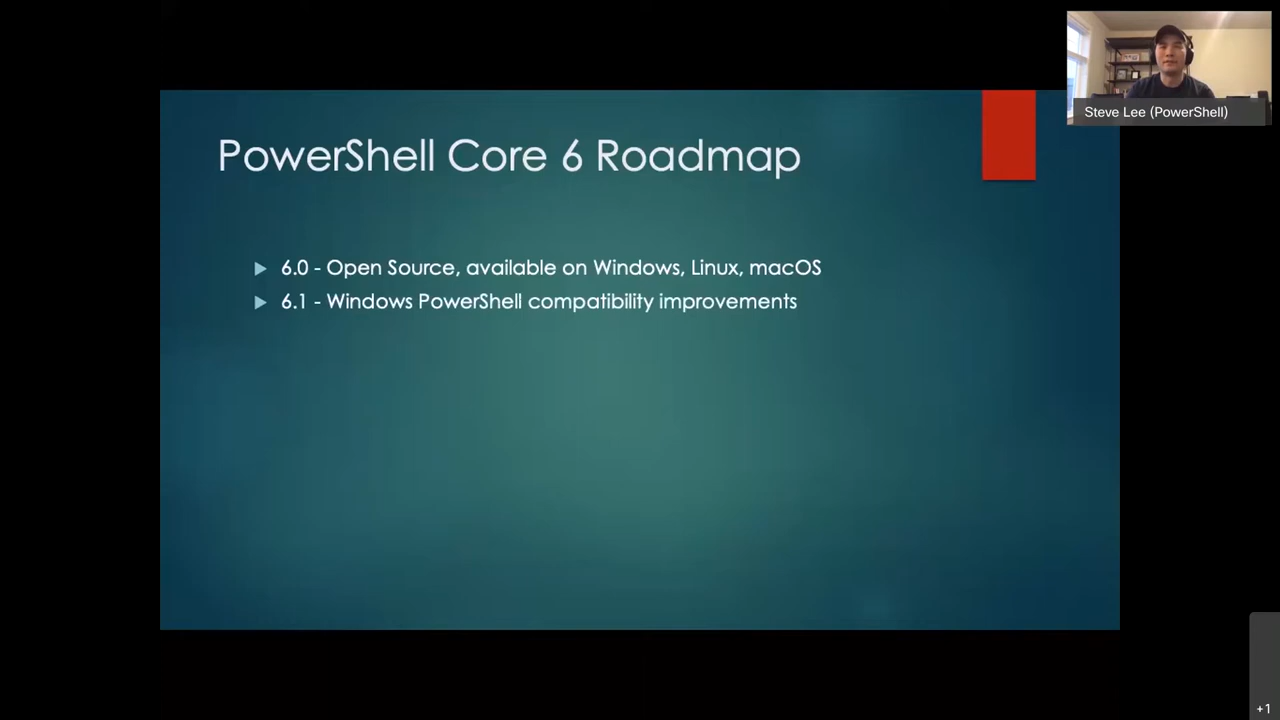 Steve Lee (PowerShell)
PowerShell Core 6 Roadmap
6.0 - Open Source, available on Windows, Linux, macOS
6.1 - Windows PowerShell compatibility improvements
+1